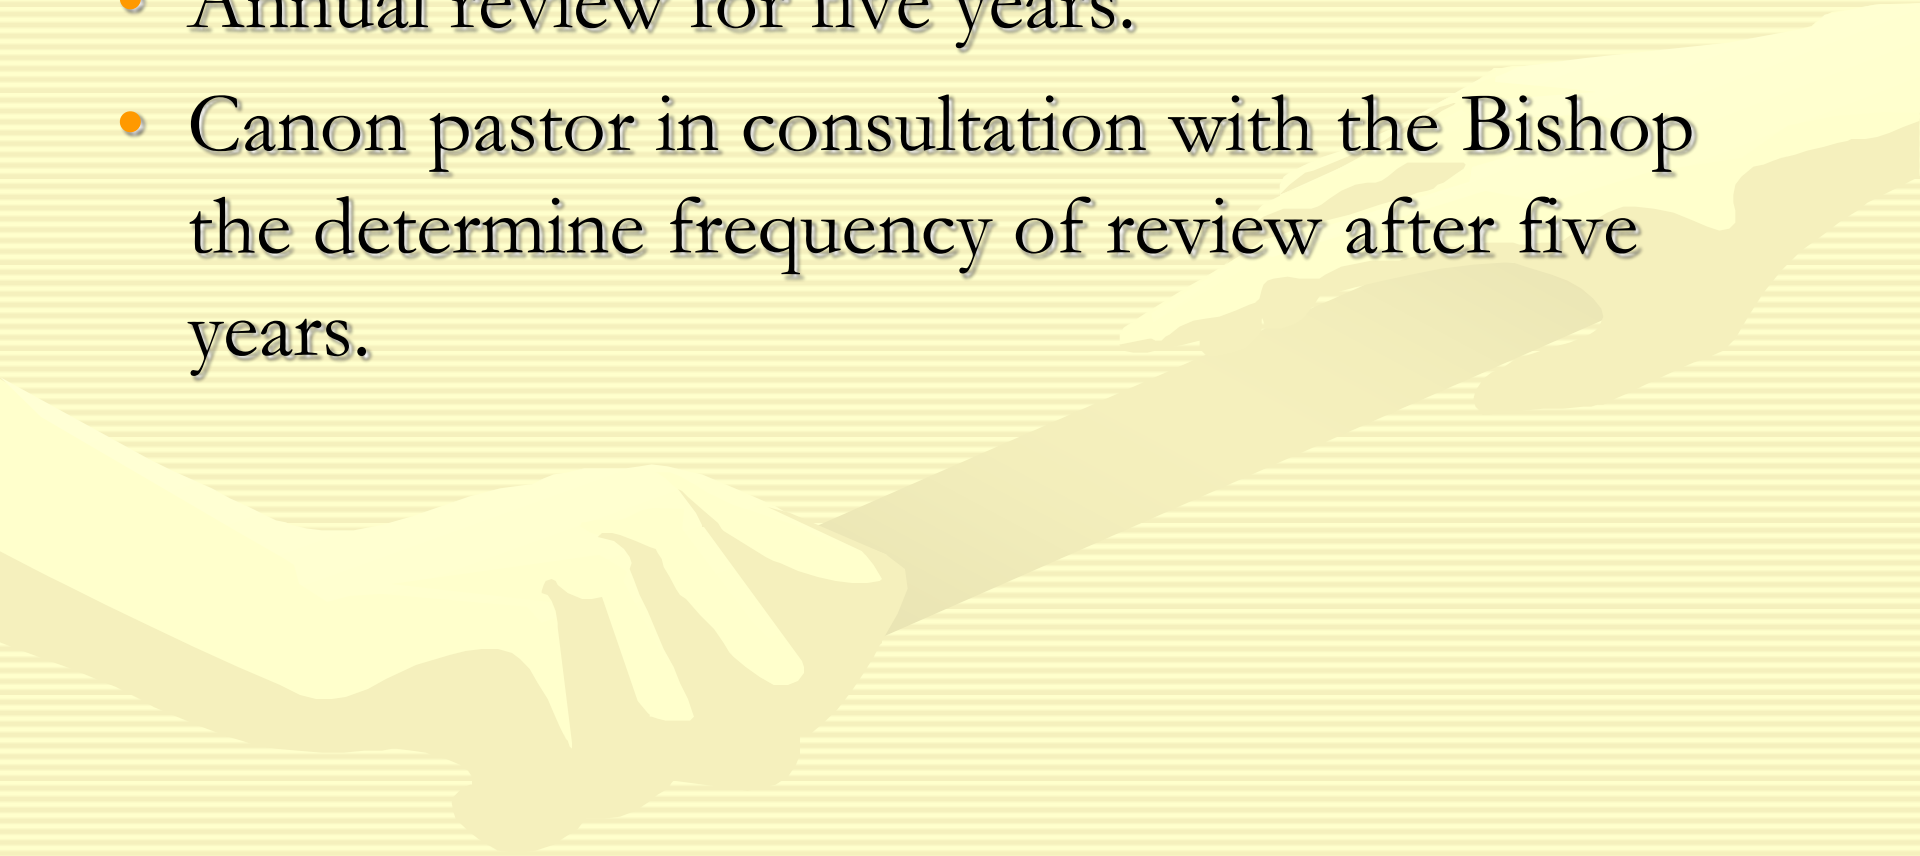 • Annual review for five years.
• Canon pastor in consultation with the Bishop
the determine frequency of review after five
years.